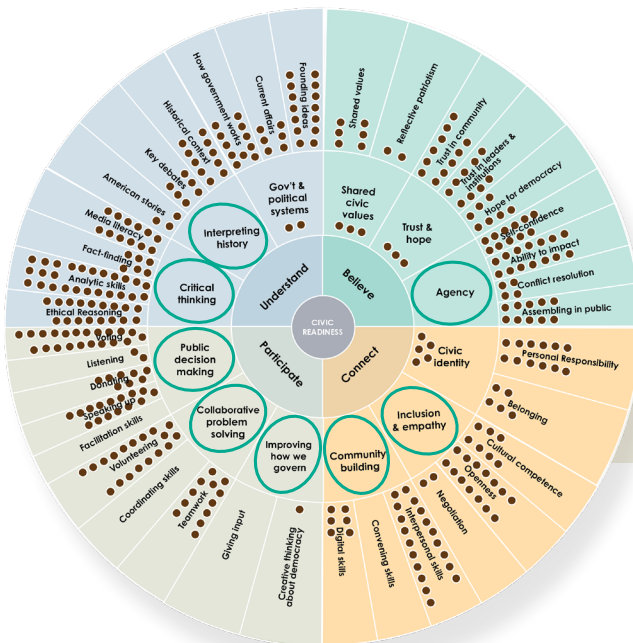 CIVIC
READINESS
Understand
Believe
Connect
Participate
Gov't &
political
systems
Interpreting
history
Critical
thinking
Shared
civic
values
Trust &
hope
Agency
Civic
identity
Inclusion
& empathy
Community
building
Improving
how we
govern
Collaborative
problem
solving
Public
decision
making
Founding ideas
Current affairs
How government works
Historical context
Key debates
American stories
Media literacy
Fact-finding
Analytic skills
Ethical Reasoning
Shared values
Reflective patriotism
Trust in community
Trust in leaders &
institutions
Hope for democracy
Self-confidence
Ability to impact
Conflict resolution
Assembling in public
Personal Responsibility
Belonging
Cultural competence
Openness
Negotiation
Interpersonal skills
Convening skills
Digital skills
Creative thinking
about democracy
Giving input
Teamwork
Coordinating skills
Volunteering
Facilitation skills
Speaking up
Donating
Listening
Voting